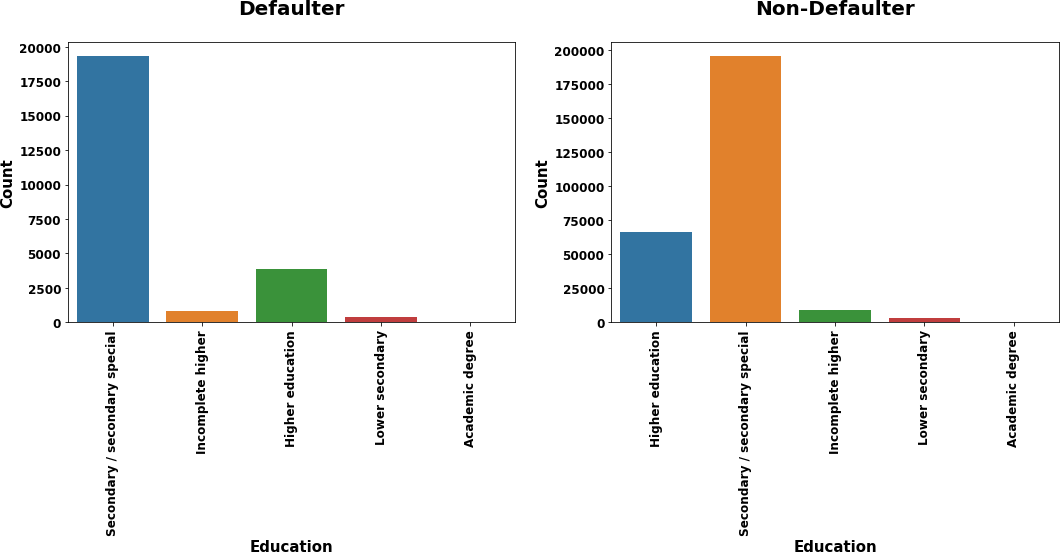 Defaulter
20000
17500
15000
12500
10000
7500
5000
2500
0
Count
Secondary / secondary special
Incomplete higher
Higher education
Lower secondary
Academic degree
Education
Non-Defaulter
200000
175000
150000
125000
100000
75000
50000
25000
0
Count
Higher education
Secondary / secondary special
Incomplete higher
Lower secondary
Academic degree
Education